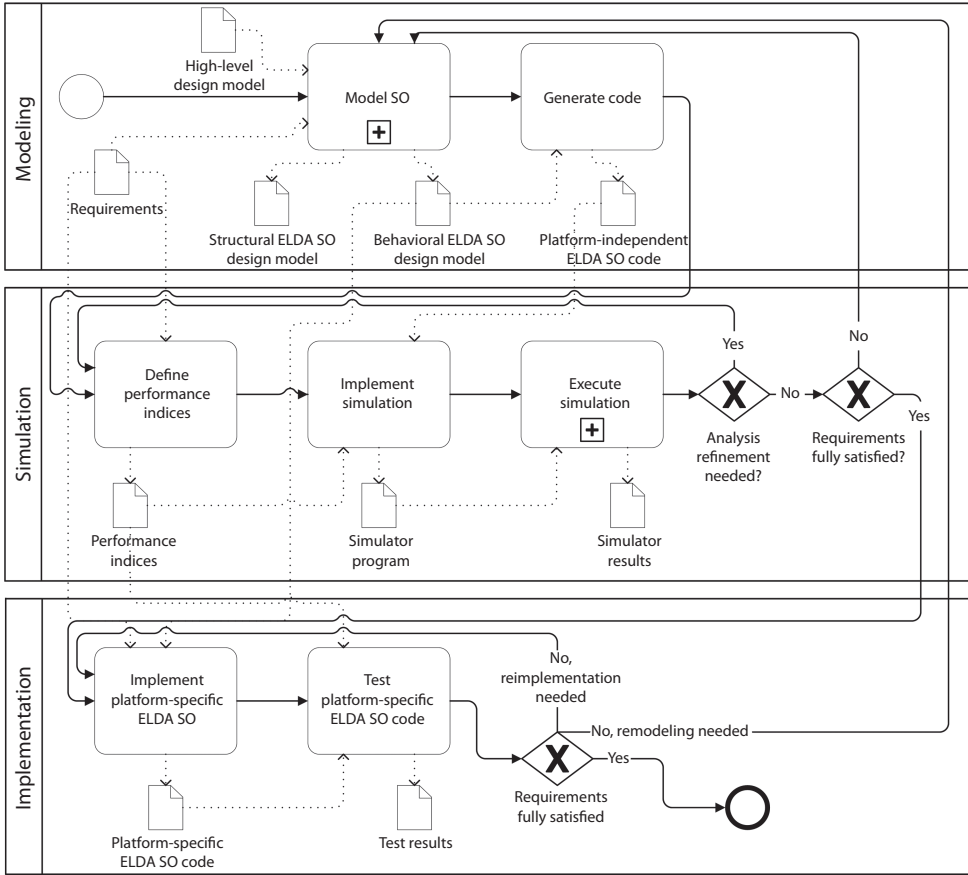 Modeling
High-level
design model
Model SO
Generate code
Requirements
Structural ELDA SO
design model
Behavioral ELDA SO
design model
Platform-independent
ELDA SO code
Simulation
Define
performance
indices
Implement
simulation
Execute
simulation
Yes
No
No
Yes
Analysis
refinement
needed?
Requirements
fully satisfied?
Performance
indices
Simulator
program
Simulator
results
Implementation
Implement
platform-specific
ELDA SO
Test
platform-specific
ELDA SO code
No,
reimplementation
needed
No, remodeling needed
Yes
Requirements
fully satisfied
Platform-specific
ELDA SO code
Test results